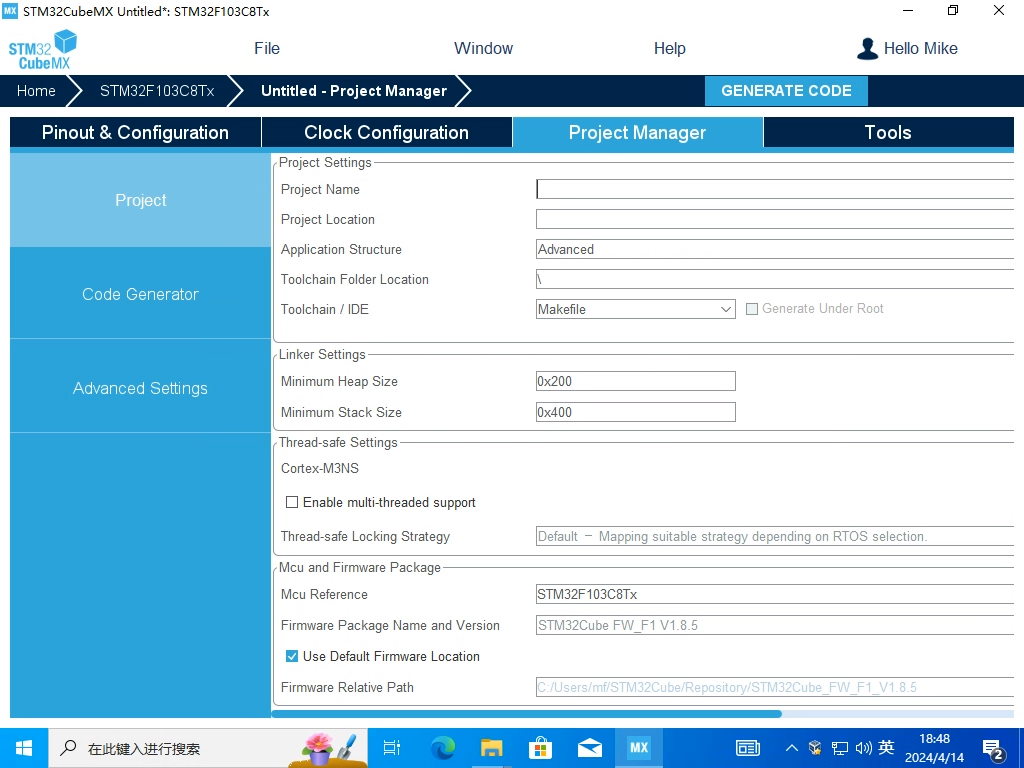 MX STM32CubeMX Untitled*: STM32F103C8Tx
STM32
CubeMX
File
Window
Help
Hello Mike
Home
STM32F103C8Tx
Untitled - Project Manager
GENERATE CODE
Pinout & Configuration
Clock Configuration
Project Manager
Tools
Project
Code Generator
Advanced Settings
Project Settings
Project Name
Project Location
Application Structure Advanced
Toolchain Folder Location \
Toolchain / IDE Makefile Generate Under Root
Linker Settings
Minimum Heap Size 0x200
Minimum Stack Size 0x400
Thread-safe Settings
Cortex-M3NS
Enable multi-threaded support
Thread-safe Locking Strategy Default − Mapping suitable strategy depending on RTOS selection.
Mcu and Firmware Package
Mcu Reference STM32F103C8Tx
Firmware Package Name and Version STM32Cube FW_F1 V1.8.5
Use Default Firmware Location
Firmware Relative Path C:/Users/mf/STM32Cube/Repository/STM32Cube_FW_F1_V1.8.5
在此键入进行搜索
MX
英
18:48
2024/4/14
2